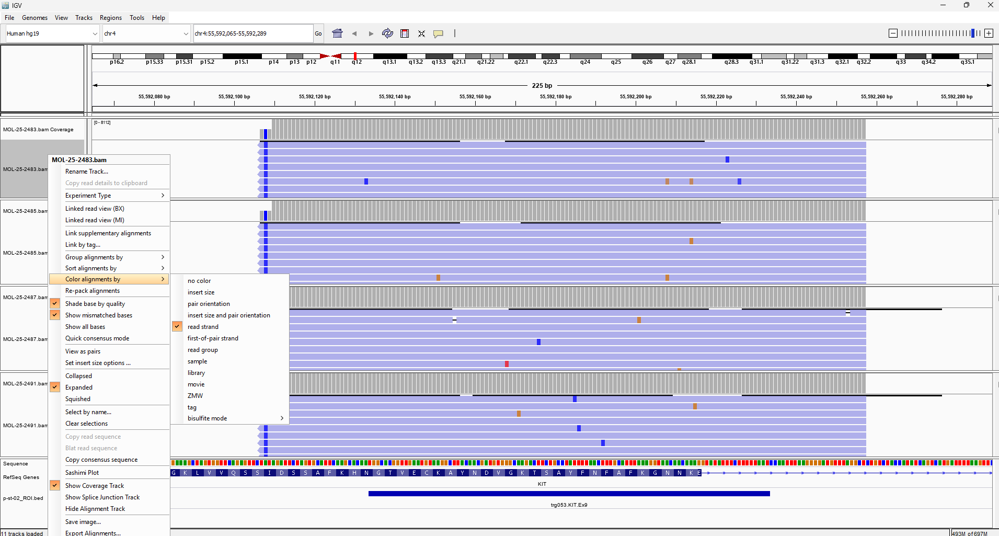 IGV
File Genomes View Tracks Regions Tools Help
Human hg19 chr4 chr4:55,592,065-55,592,289 Go
p16.2 p15.33 p15.31 p15.2 p15.1 p14 p13 p12 q11 q12 q13.1 q13.2 q13.3 q21.1 q21.22 q22.1 q22.3 q24 q25 q26 q27 q28.1 q28.3 q31.1 q31.22 q31.3 q32.1 q32.2 q33 q34.2 q35.1
225 bp
55,592,080 bp 55,592,100 bp 55,592,120 bp 55,592,140 bp 55,592,160 bp 55,592,180 bp 55,592,200 bp 55,592,220 bp 55,592,240 bp 55,592,260 bp 55,592,280 bp
[0 - 8112]
MOL-25-2483.bam Coverage
MOL-25-2483.bam
MOL-25-2485.bam
MOL-25-2485.bam
MOL-25-2487.bam
MOL-25-2487.bam
MOL-25-2491.bam
MOL-25-2491.bam
MOL-25-2483.bam
Rename Track...
Copy read details to clipboard
Experiment Type
Linked read view (BX)
Linked read view (MI)
Link supplementary alignments
Link by tag...
Group alignments by
Sort alignments by
Color alignments by
Re-pack alignments
Shade base by quality
Show mismatched bases
Show all bases
Quick consensus mode
View as pairs
Set insert size options ...
Collapsed
Expanded
Squished
Select by name...
Clear selections
Copy read sequence
Blat read sequence
Copy consensus sequence
Sashimi Plot
Show Coverage Track
Show Splice Junction Track
Hide Alignment Track
Save image...
Export Alignments...
no color
insert size
pair orientation
insert size and pair orientation
read strand
first-of-pair strand
read group
sample
library
movie
ZMW
tag
bisulfite mode
Sequence
RefSeq Genes
G K L V V Q S S I D S S A F K H N G T V E C K A Y N D V G K T S A Y F N F A F K G N N K E
KIT
p-st-02_ROI.bed
trg053.KIT.Ex9
11 tracks loaded
493M of 697M